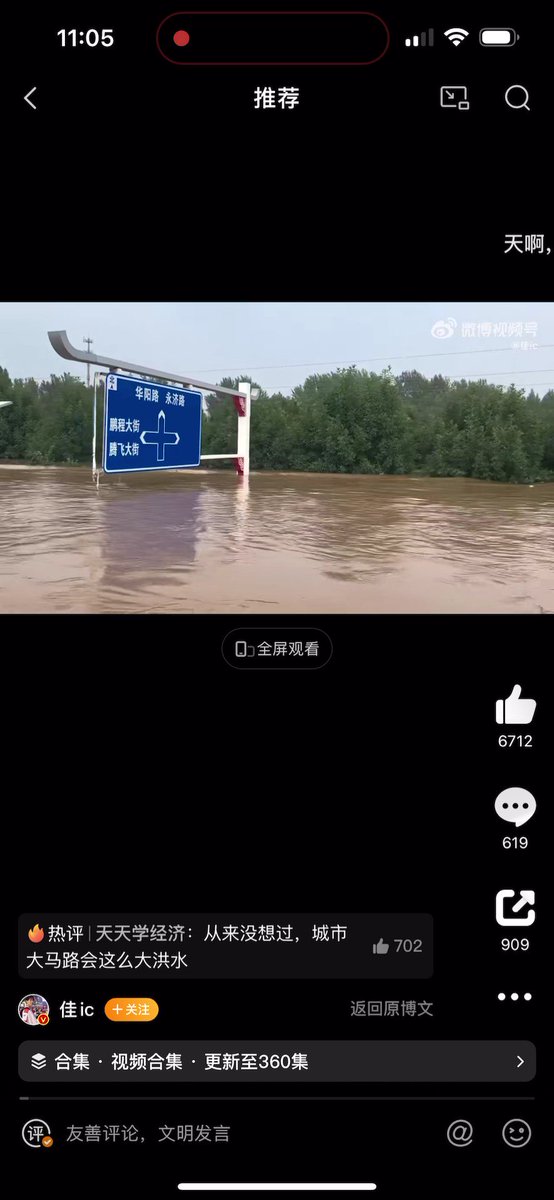 11:05
推荐
天啊，
微博视频号
@佳ic
北
华阳路 永济路
鹏程大街
腾飞大街
全屏观看
6712
619
909
热评 | 天天学经济：从来没想过，城市
大马路会这么大洪水
702
佳ic
+关注
返回原博文
合集 · 视频合集 · 更新至360集
评
友善评论，文明发言